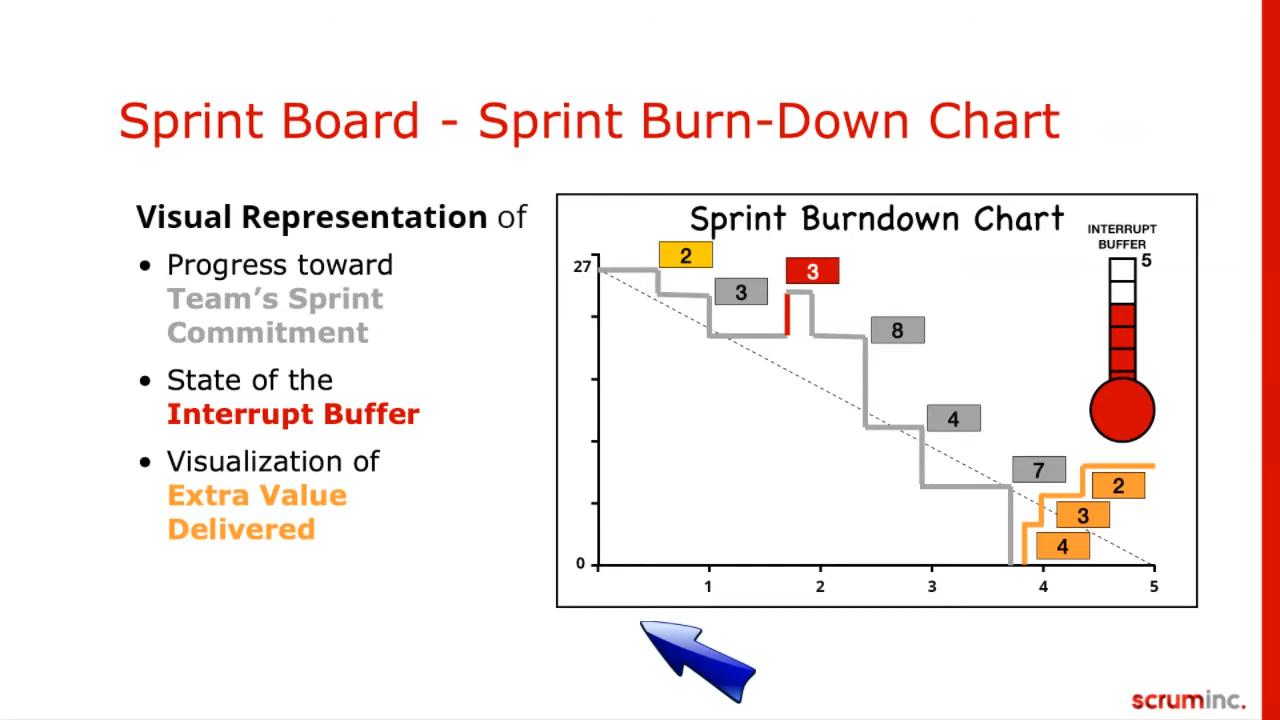 Sprint Board - Sprint Burn-Down Chart
Visual Representation of
• Progress toward
Team's Sprint
Commitment
• State of the
Interrupt Buffer
• Visualization of
Extra Value
Delivered
Sprint Burndown Chart
INTERRUPT
BUFFER
5
27
2
3
3
8
4
7
2
3
4
0
1
2
3
4
5
scruminc.